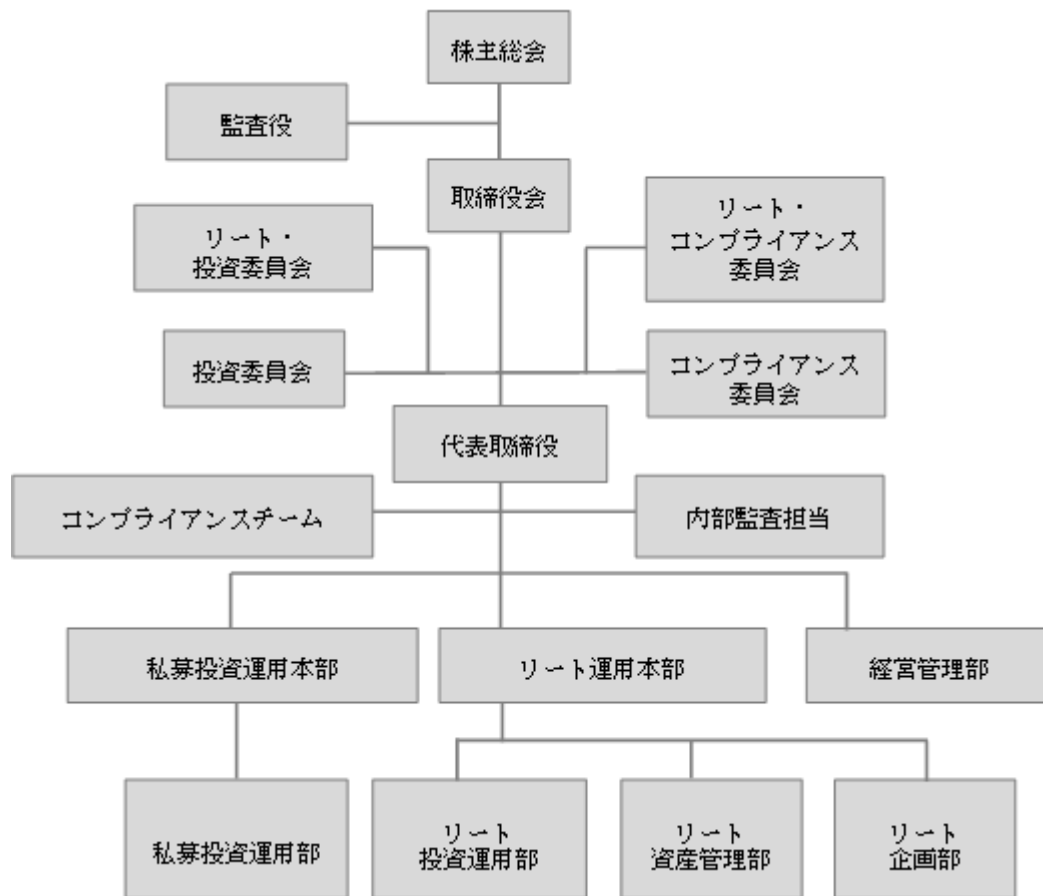 株主総会
監査役
取締役会
リート・
投資委員会
リート・
コンプライアンス
委員会
投資委員会
コンプライアンス
委員会
代表取締役
コンプライアンスチーム
内部監査担当
私募投資運用本部
リート運用本部
経営管理部
私募投資運用部
リート
投資運用部
リート
資産管理部
リート
企画部